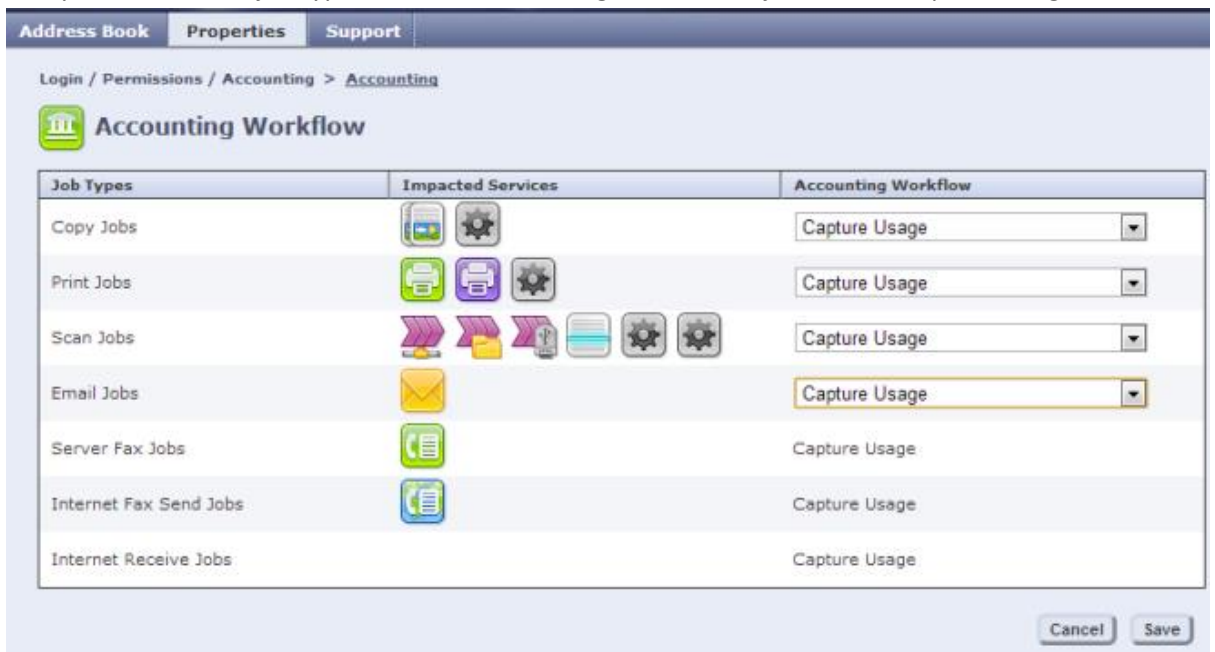 Address Book Properties Support
Login / Permissions / Accounting > Accounting
Accounting Workflow
Job Types Impacted Services Accounting Workflow
Copy Jobs Capture Usage
Print Jobs Capture Usage
Scan Jobs Capture Usage
Email Jobs Capture Usage
Server Fax Jobs Capture Usage
Internet Fax Send Jobs Capture Usage
Internet Receive Jobs Capture Usage
Cancel Save